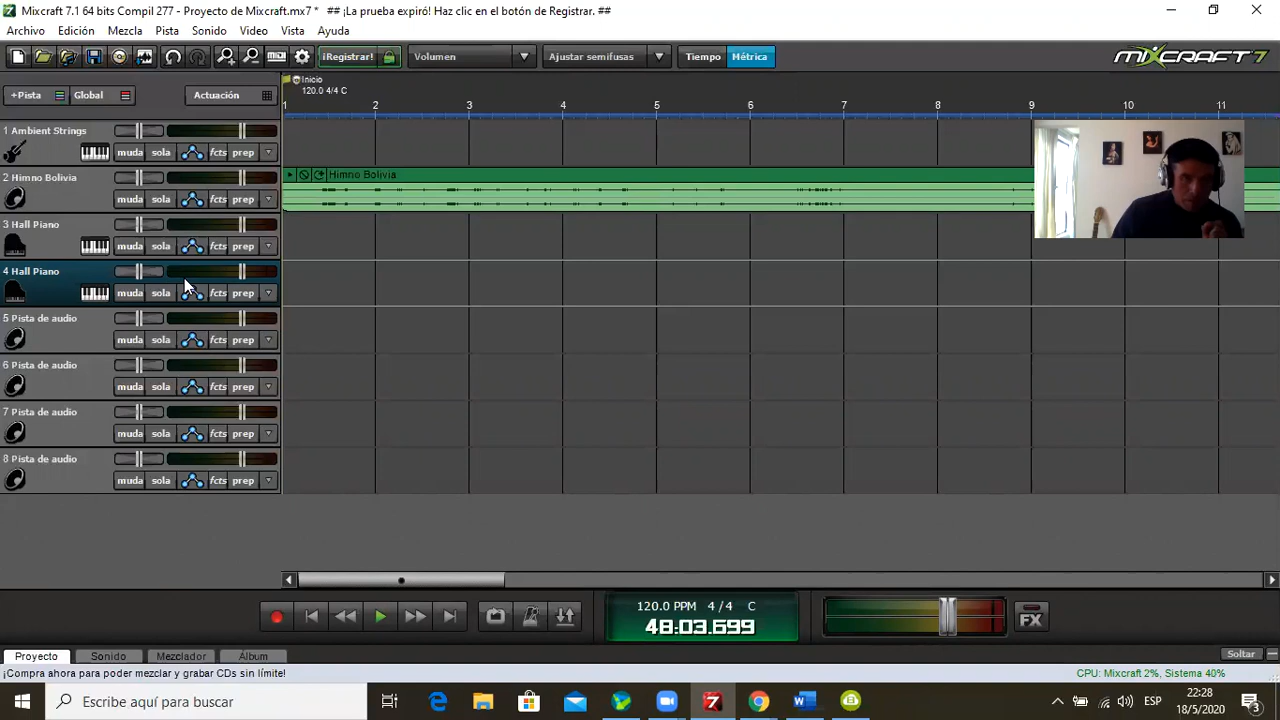 Mixcraft 7.1 64 bits Compil 277 - Proyecto de Mixcraft.mx7 *  ## ¡La prueba expiró! Haz clic en el botón de Registrar. ##
Archivo Edición Mezcla Pista Sonido Video Vista Ayuda
¡Registrar! Volumen Ajustar semifusas Tiempo Métrica MIXCRAFT 7
Inicio
120.0 4/4 C
+Pista Global Actuación
1 2 3 4 5 6 7 8 9 10 11
1 Ambient Strings
muda sola fcts prep
2 Himno Bolivia
Himno Bolivia
muda sola fcts prep
3 Hall Piano
muda sola fcts prep
4 Hall Piano
muda sola fcts prep
5 Pista de audio
muda sola fcts prep
6 Pista de audio
muda sola fcts prep
7 Pista de audio
muda sola fcts prep
8 Pista de audio
muda sola fcts prep
120.0 PPM 4 / 4 C
48:03.699
FX
Proyecto Sonido Mezclador Álbum Soltar
¡Compra ahora para poder mezclar y grabar CDs sin límite! CPU: Mixcraft 2%, Sistema 40%
Escribe aquí para buscar
ESP
22:28
18/5/2020
3